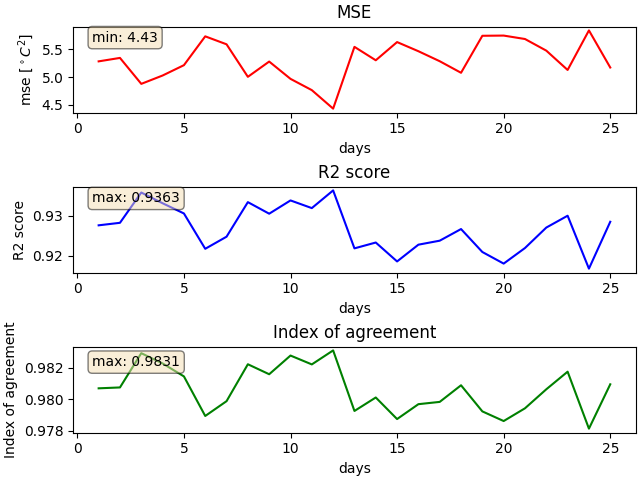 MSE
min: 4.43
mse [$^\circ C^2$]
5.5
5.0
4.5
0 5 10 15 20 25
days
R2 score
max: 0.9363
R2 score
0.93
0.92
0 5 10 15 20 25
days
Index of agreement
max: 0.9831
Index of agreement
0.982
0.980
0.978
0 5 10 15 20 25
days